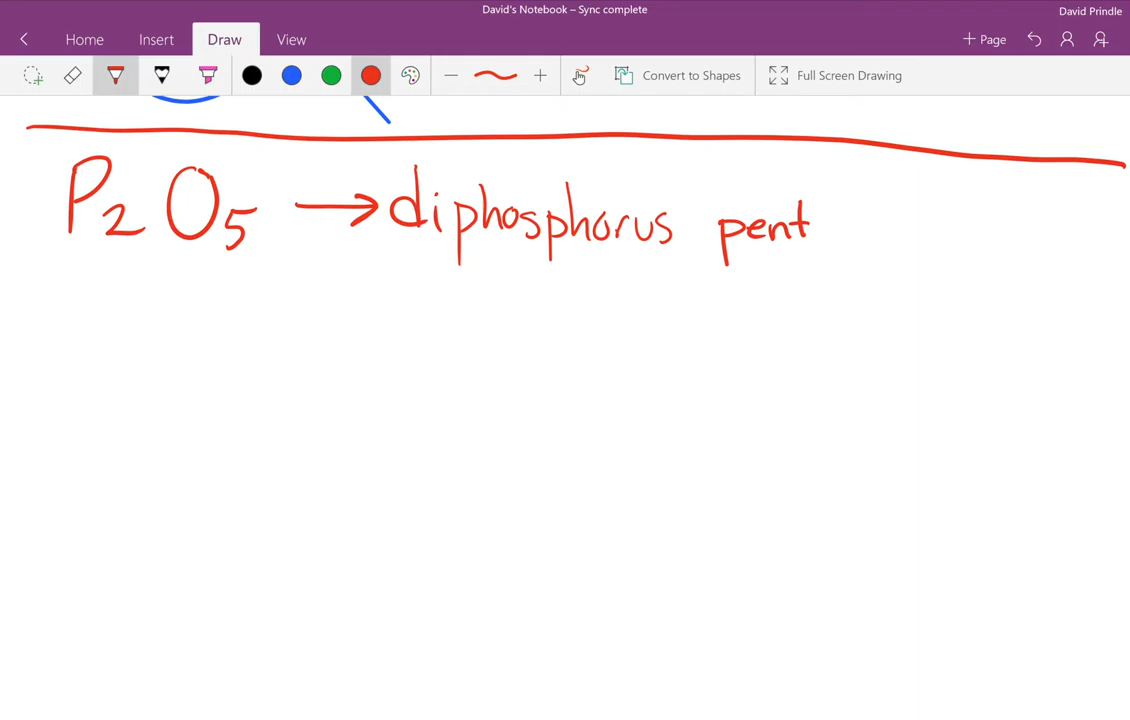 David's Notebook – Sync complete
David Prindle
Home Insert Draw View + Page
Convert to Shapes Full Screen Drawing
P₂O₅ → diphosphorus pent